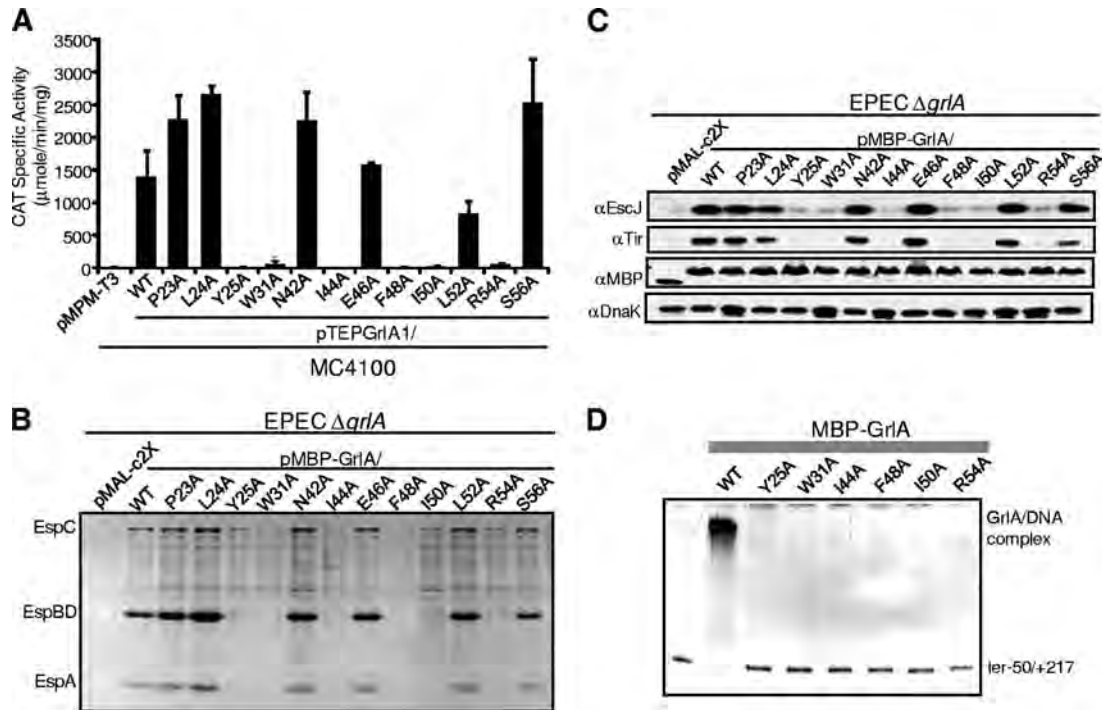 A
CAT Specific Activity
(µmole/min/mg)
3500
3000
2500
2000
1500
1000
500
0
pMPM-T3 WT P23A L24A Y25A W31A N42A I44A E46A F48A I50A L52A R54A S56A
pTEPGrlA1/
MC4100
B
EPEC ΔgrlA
pMBP-GrlA/
pMAL-c2X WT P23A L24A Y25A W31A N42A I44A E46A F48A I50A L52A R54A S56A
EspC
EspBD
EspA
C
EPEC ΔgrlA
pMBP-GrlA/
pMAL-c2X WT P23A L24A Y25A W31A N42A I44A E46A F48A I50A L52A R54A S56A
αEscJ
αTir
αMBP
αDnaK
D
MBP-GrlA
WT Y25A W31A I44A F48A I50A R54A
GrlA/DNA
complex
ler-50/+217